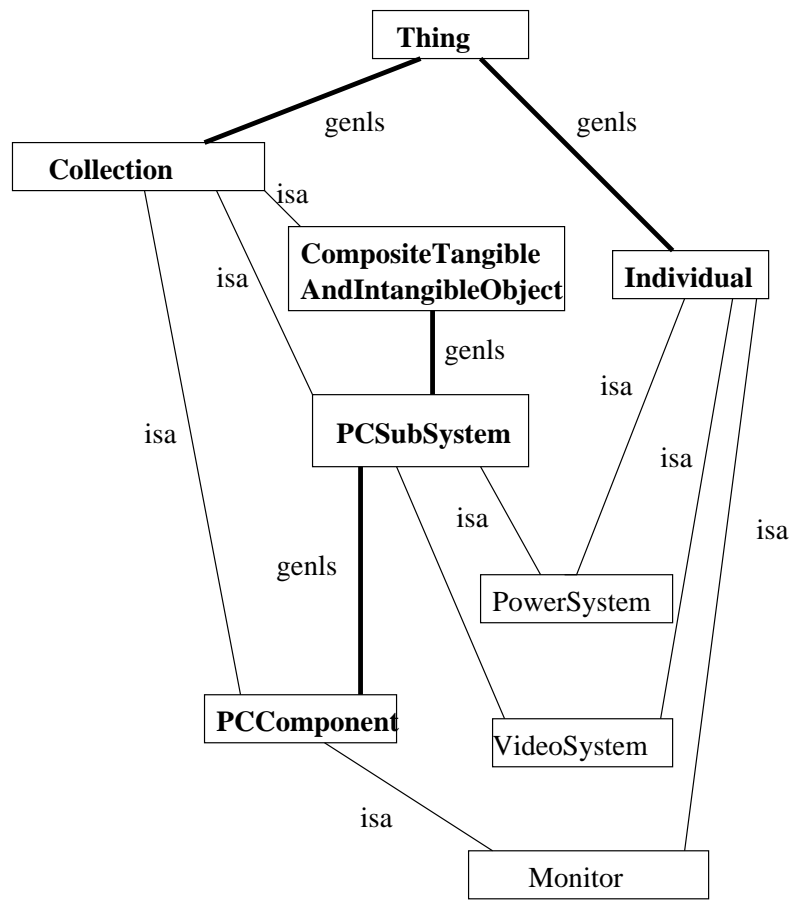 Thing
genls
genls
Collection
isa
CompositeTangible
AndIntangibleObject
Individual
isa
genls
isa
PCSubSystem
isa
isa
isa
isa
genls
PowerSystem
PCComponent
VideoSystem
isa
Monitor